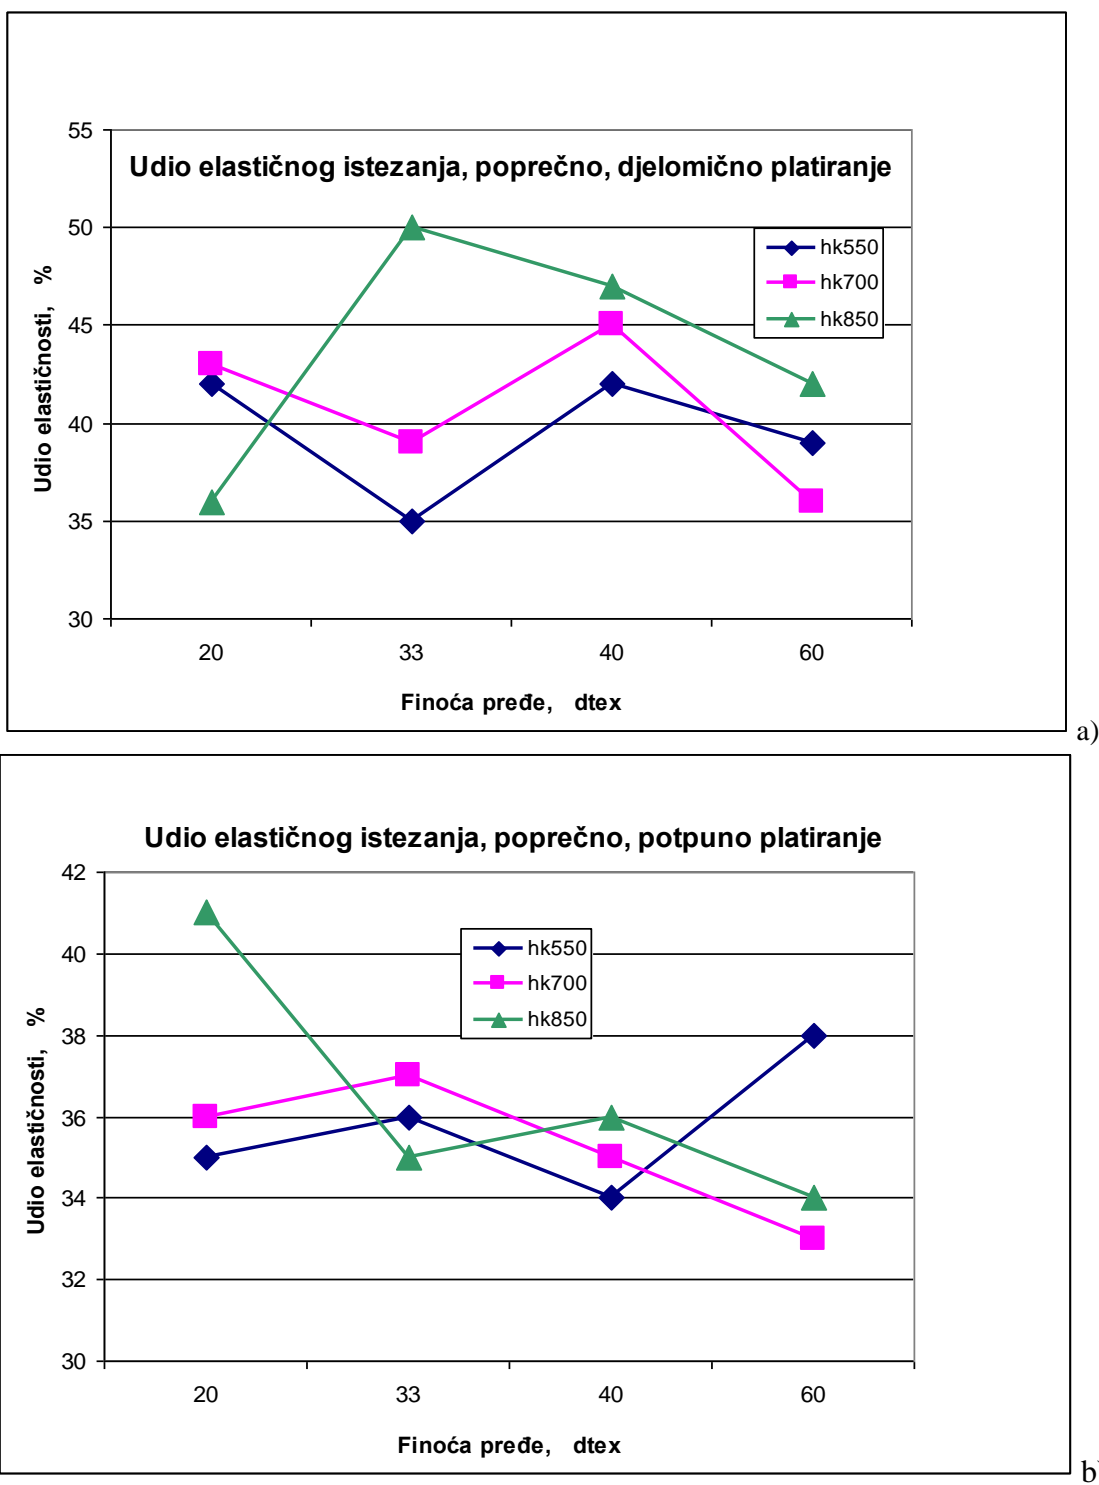 55
Udio elastičnog istezanja, poprečno, djelomično platiranje
50
hk550
hk700
hk850
45
40
35
30
Udio elastičnosti, %
20 33 40 60
Finoća pređe, dtex
a)
Udio elastičnog istezanja, poprečno, potpuno platiranje
42
40
38
36
34
32
30
hk550
hk700
hk850
Udio elastičnosti, %
20 33 40 60
Finoća pređe, dtex
b)